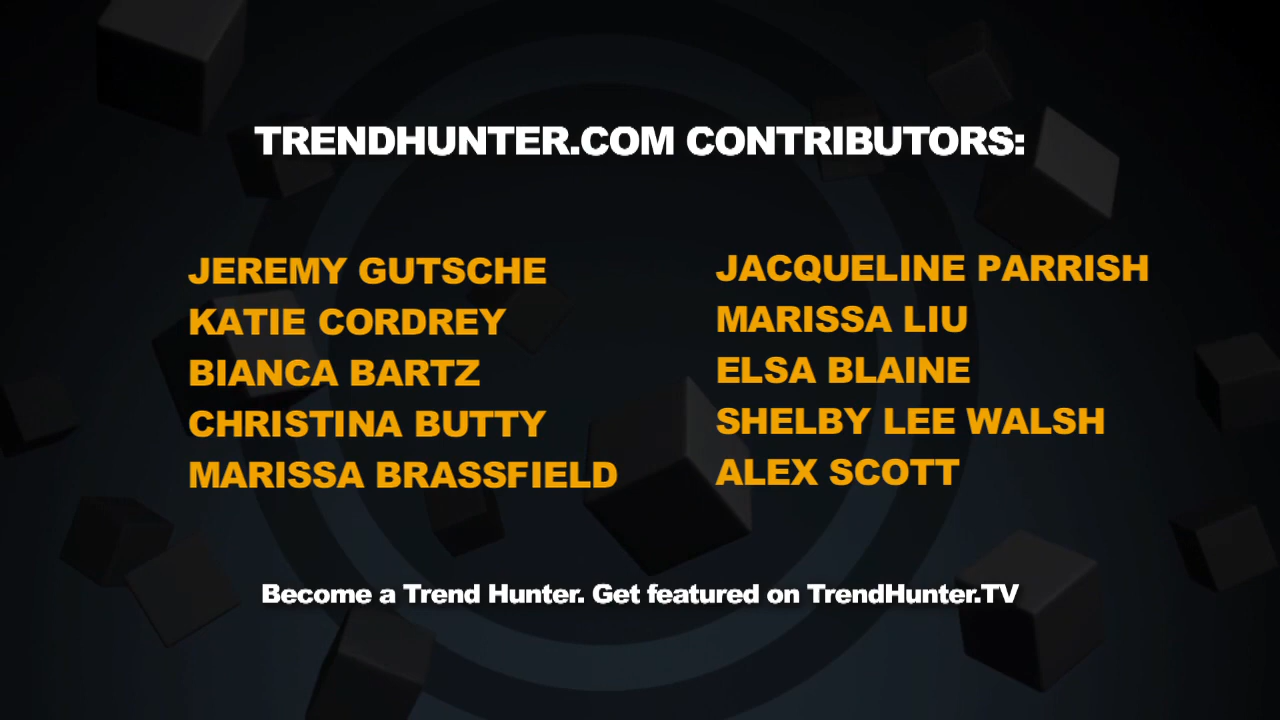 TRENDHUNTER.COM CONTRIBUTORS:
JEREMY GUTSCHE
KATIE CORDREY
BIANCA BARTZ
CHRISTINA BUTTY
MARISSA BRASSFIELD
JACQUELINE PARRISH
MARISSA LIU
ELSA BLAINE
SHELBY LEE WALSH
ALEX SCOTT
Become a Trend Hunter. Get featured on TrendHunter.TV